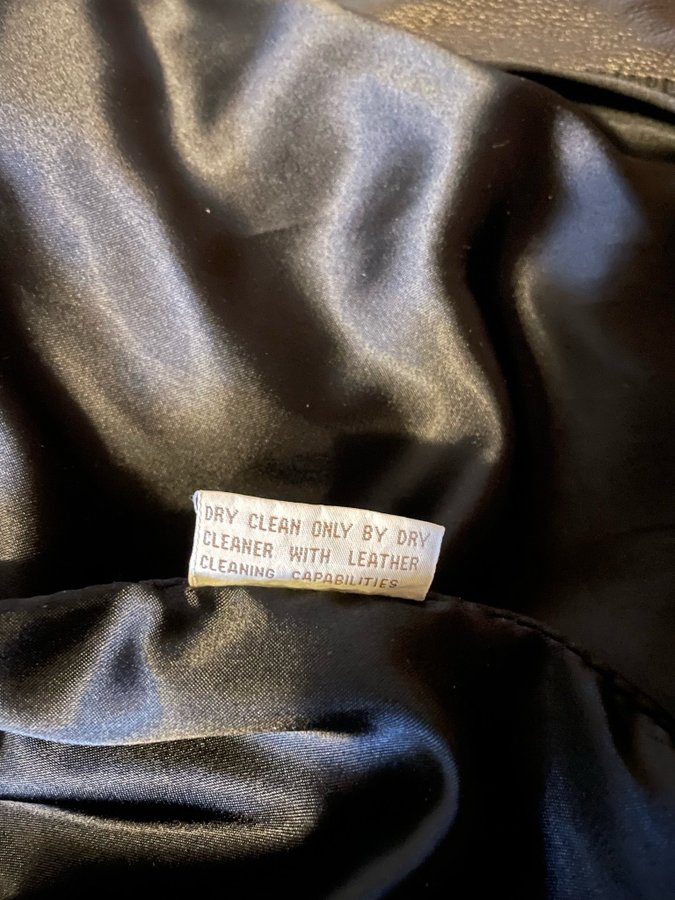 DRY CLEAN ONLY BY DRY
CLEANER WITH LEATHER
CLEANING CAPABILITIES